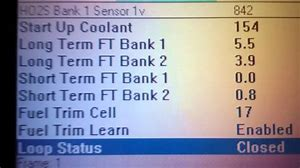 HO2S Bank 1 Sensor 1v. 842
Start Up Coolant 154
Long Term FT Bank 1 5.5
Long Term FT Bank 2 3.9
Short Term FT Bank 1 0.0
Short Term FT Bank 2 0.8
Fuel Trim Cell 17
Fuel Trim Learn Enabled
Loop Status Closed
Frame: 1